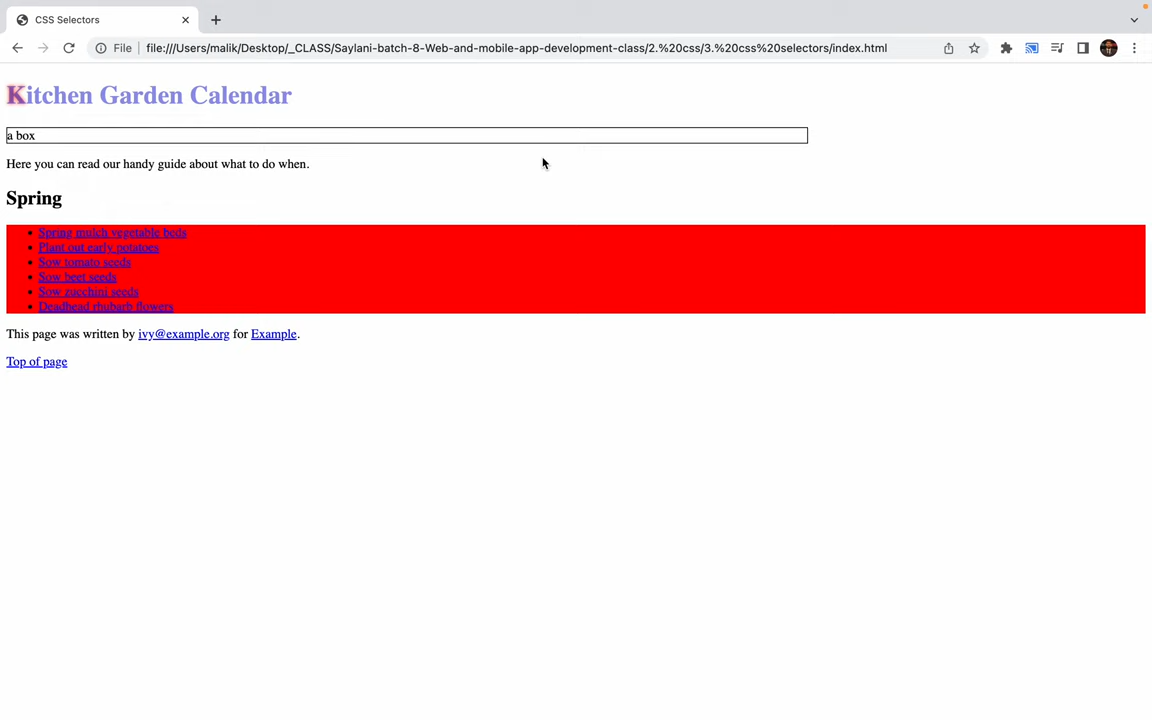 CSS Selectors
File
file:///Users/malik/Desktop/_CLASS/Saylani-batch-8-Web-and-mobile-app-development-class/2.%20css/3.%20css%20selectors/index.html
Kitchen Garden Calendar
a box
Here you can read our handy guide about what to do when.
Spring
Spring mulch vegetable beds
Plant out early potatoes
Sow tomato seeds
Sow beet seeds
Sow zucchini seeds
Deadhead rhubarb flowers
This page was written by ivy@example.org for Example.
Top of page